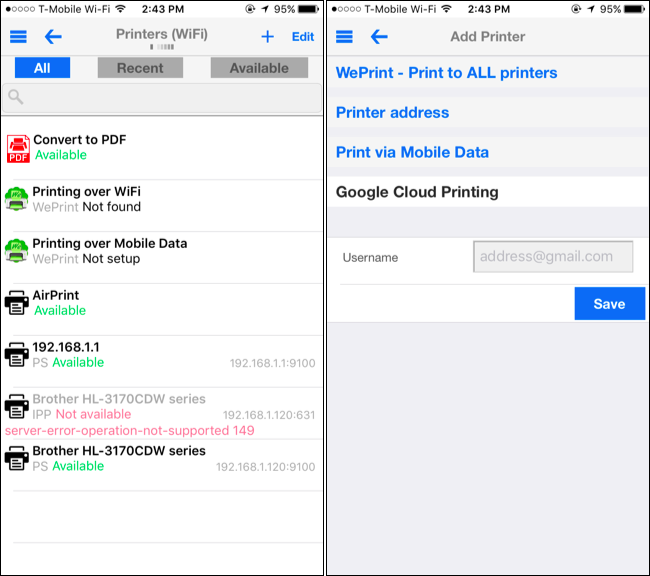 T-Mobile Wi-Fi 2:43 PM 95%
Printers (WiFi)
Edit
All Recent Available
PDF
Convert to PDF
Available
Printing over WiFi
WePrint Not found
Printing over Mobile Data
WePrint Not setup
AirPrint
Available
192.168.1.1
PS Available 192.168.1.1:9100
Brother HL-3170CDW series
IPP Not available 192.168.1.120:631
server-error-operation-not-supported 149
Brother HL-3170CDW series
PS Available 192.168.1.120:9100
T-Mobile Wi-Fi 2:43 PM 95%
Add Printer
WePrint - Print to ALL printers
Printer address
Print via Mobile Data
Google Cloud Printing
Username address@gmail.com
Save